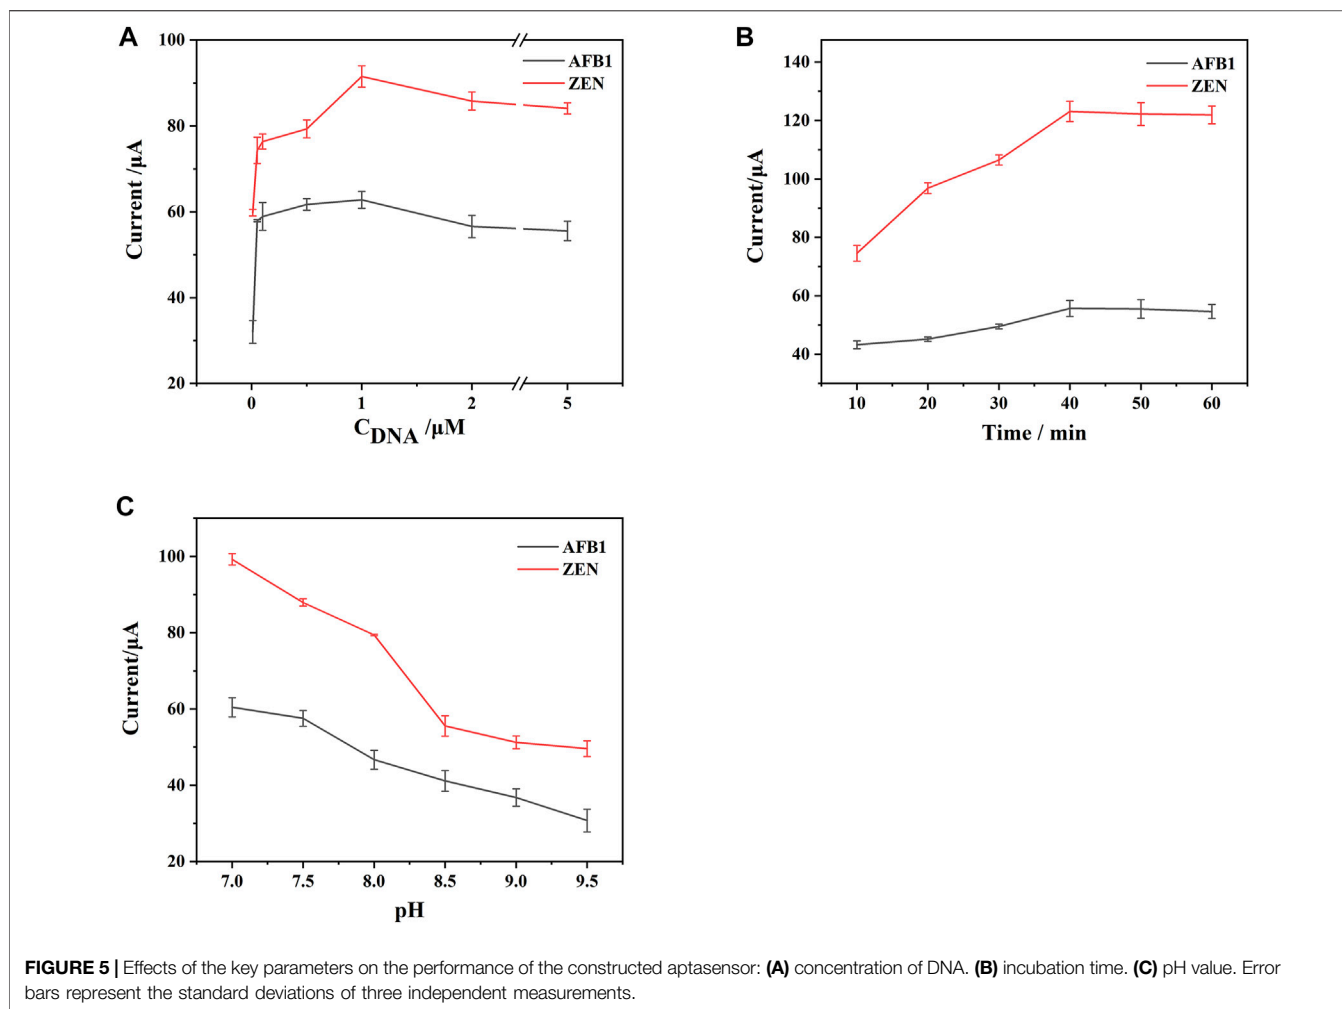 A
100
80
60
40
20
Current /μA
AFB1
ZEN
0 1 2 5
CDNA /μM
B
140
120
100
80
60
40
Current/μA
AFB1
ZEN
10 20 30 40 50 60
Time / min
C
100
80
60
40
20
Current/μA
AFB1
ZEN
7.0 7.5 8.0 8.5 9.0 9.5
pH
FIGURE 5 | Effects of the key parameters on the performance of the constructed aptasensor: (A) concentration of DNA. (B) incubation time. (C) pH value. Error
bars represent the standard deviations of three independent measurements.